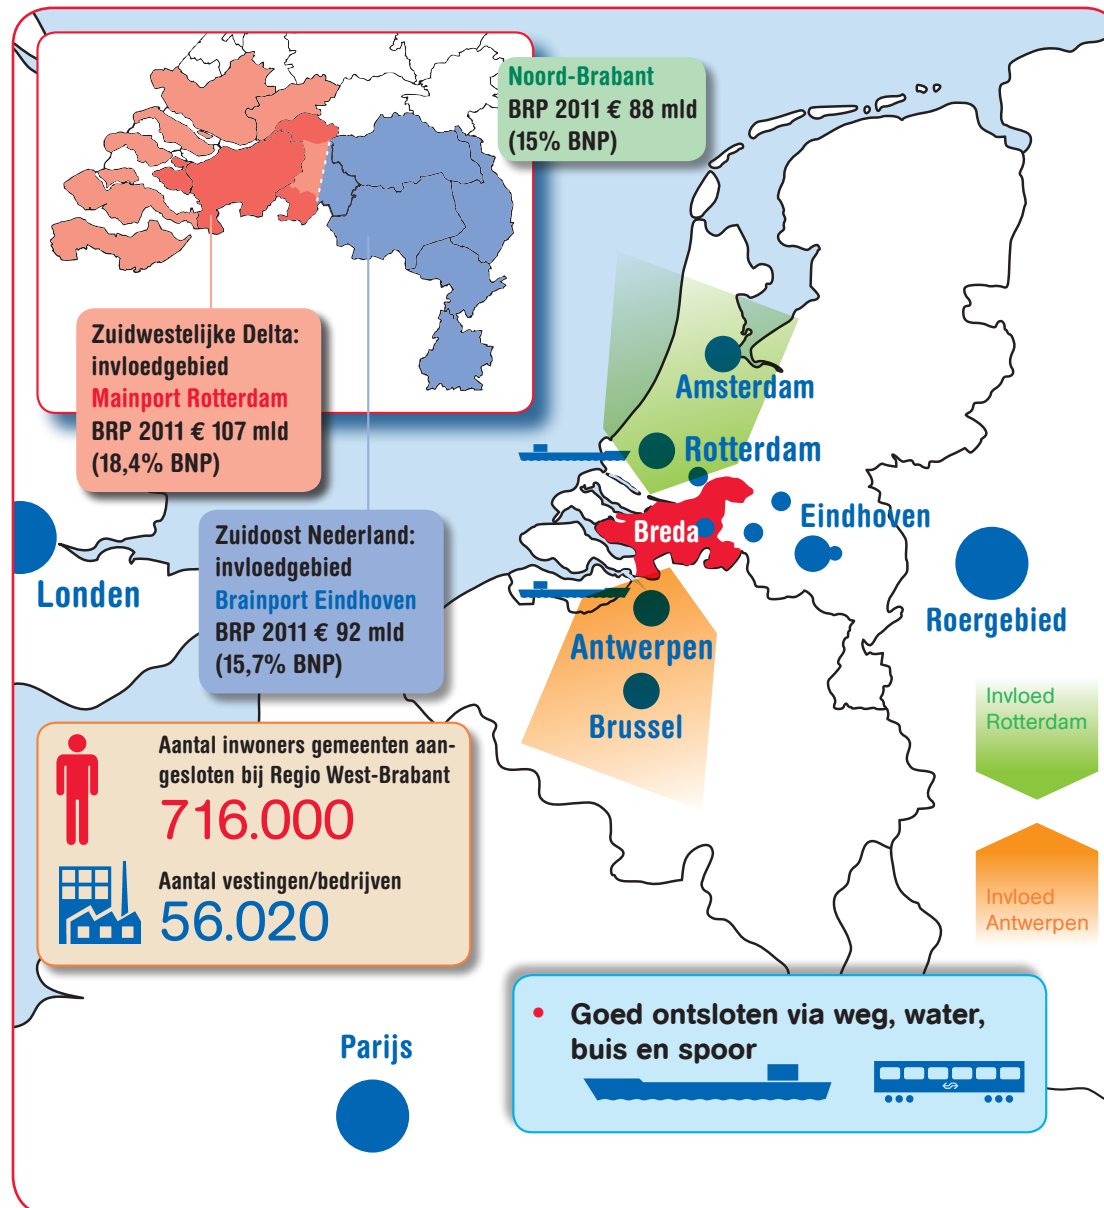 Noord-Brabant
BRP 2011 € 88 mld
(15% BNP)
Zuidwestelijke Delta:
invloedgebied
Mainport Rotterdam
BRP 2011 € 107 mld
(18,4% BNP)
Zuidoost Nederland:
invloedgebied
Brainport Eindhoven
BRP 2011 € 92 mld
(15,7% BNP)
Amsterdam
Rotterdam
Breda
Eindhoven
Londen
Roergebied
Antwerpen
Brussel
Invloed
Rotterdam
Invloed
Antwerpen
Aantal inwoners gemeenten aan-
gesloten bij Regio West-Brabant
716.000
Aantal vestingen/bedrijven
56.020
Parijs
• Goed ontsloten via weg, water,
buis en spoor